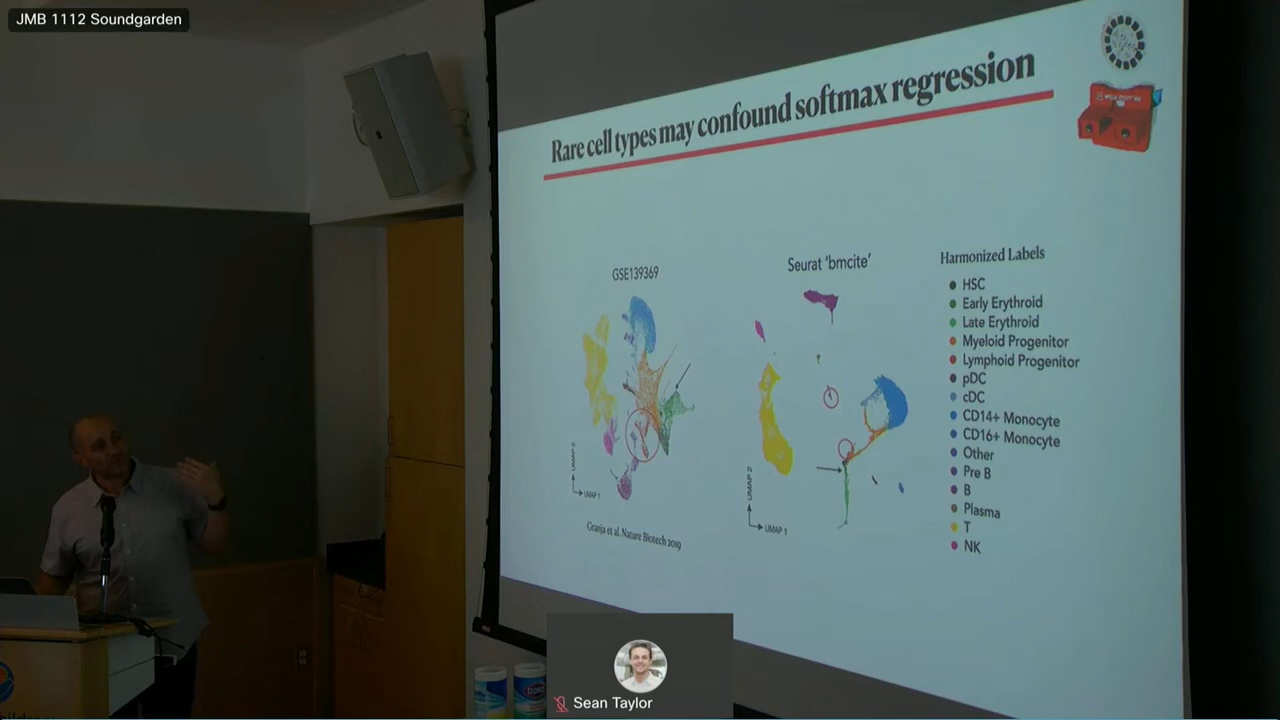 JMB 1112 Soundgarden
Rare cell types may confound softmax regression
GSE139369
UMAP 2
UMAP 1
Granja et al. Nature Biotech 2019
Seurat 'bmcite'
UMAP 2
UMAP 1
Harmonized Labels
HSC
Early Erythroid
Late Erythroid
Myeloid Progenitor
Lymphoid Progenitor
pDC
cDC
CD14+ Monocyte
CD16+ Monocyte
Other
Pre B
B
Plasma
T
NK
Sean Taylor